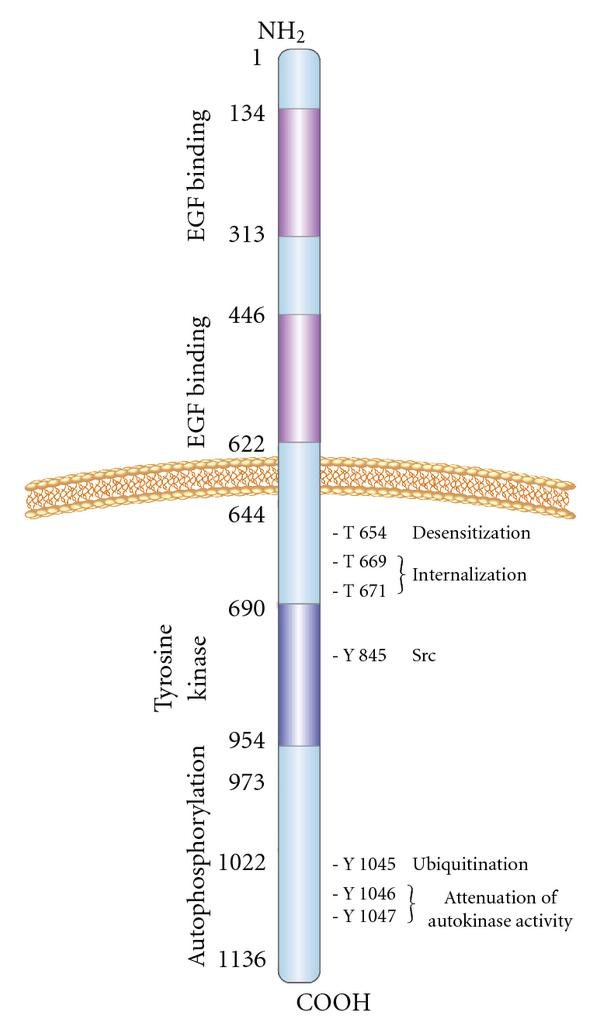 NH2
1
134
EGF binding
313
446
EGF binding
622
644
- T 654 Desensitization
- T 669
Internalization
- T 671
690
Tyrosine
kinase
- Y 845 Src
954
973
Autophosphorylation
1022
- Y 1045 Ubiquitination
- Y 1046
- Y 1047
Attenuation of
autokinase activity
1136
COOH